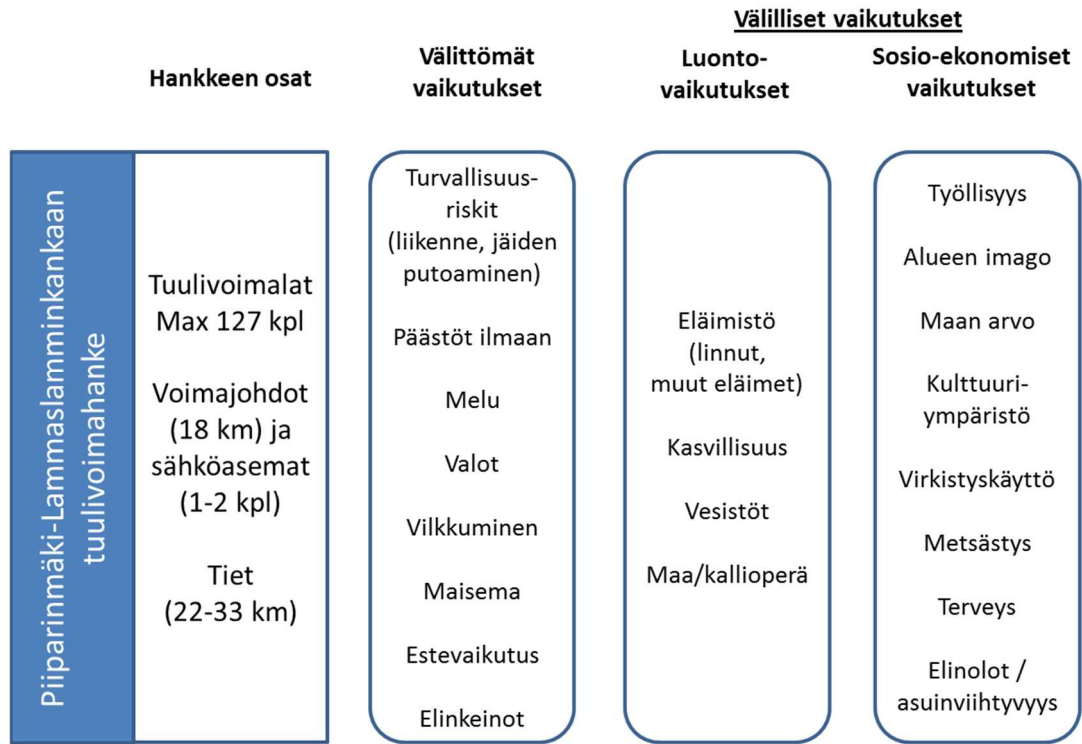 Välilliset vaikutukset
Hankkeen osat
Välittömät
vaikutukset
Luonto-
vaikutukset
Sosio-ekonomiset
vaikutukset
Piiparinmäki-Lammaslamminkankaan
tuulivoimahanke
Tuulivoimalat
Max 127 kpl
Voimajohdot
(18 km) ja
sähköasemat
(1-2 kpl)
Tiet
(22-33 km)
Turvallisuus-
riskit
(liikenne, jäiden
putoaminen)
Päästöt ilmaan
Melu
Valot
Vilkkuminen
Maisema
Estevaikutus
Elinkeinot
Eläimistö
(linnut,
muut eläimet)
Kasvillisuus
Vesistöt
Maa/kallioperä
Työllisyys
Alueen imago
Maan arvo
Kulttuuri-
ympäristö
Virkistyskäyttö
Metsästys
Terveys
Elinolot /
asuinviihtyvyys